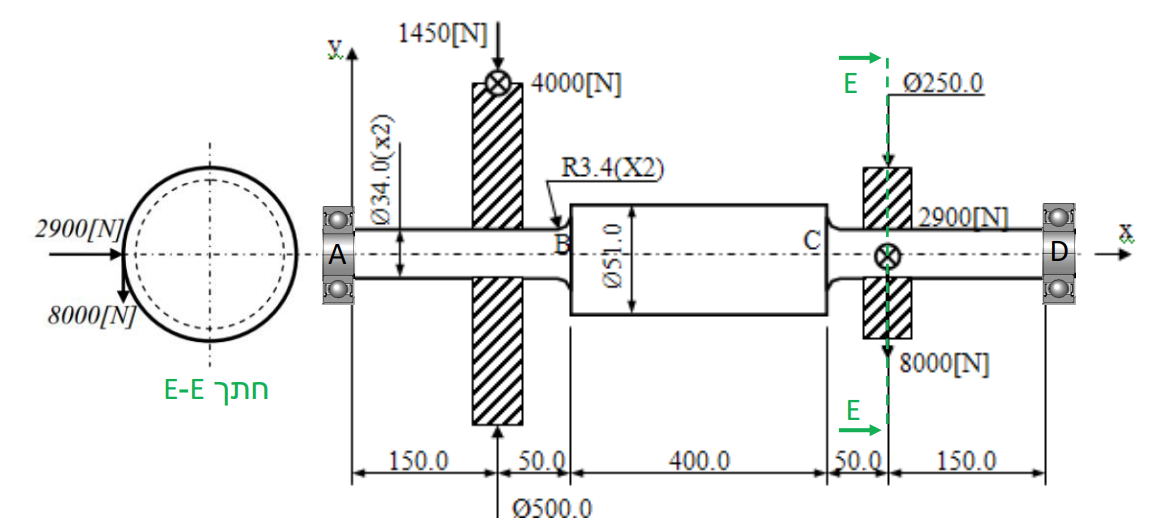 1450[N]
y
4000[N]
E
Ø250.0
Ø34.0(x2)
R3.4(X2)
2900[N]
2900[N]
x
A
B
C
D
Ø51.0
8000[N]
8000[N]
חתך E-E
E
150.0
50.0
400.0
50.0
150.0
Ø500.0